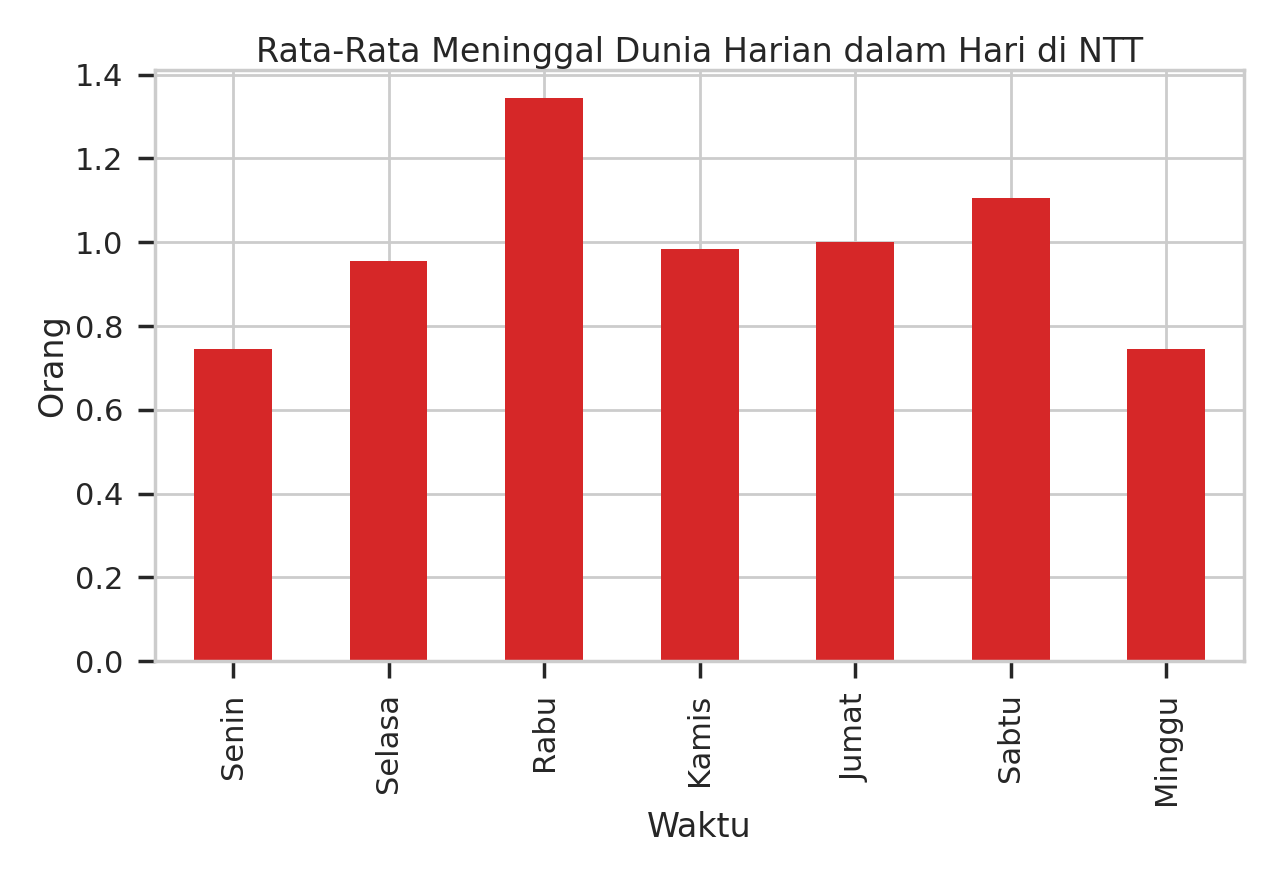 Rata-Rata Meninggal Dunia Harian dalam Hari di NTT
1.4
1.2
1.0
0.8
0.6
0.4
0.2
0.0
Orang
Senin
Selasa
Rabu
Kamis
Jumat
Sabtu
Minggu
Waktu